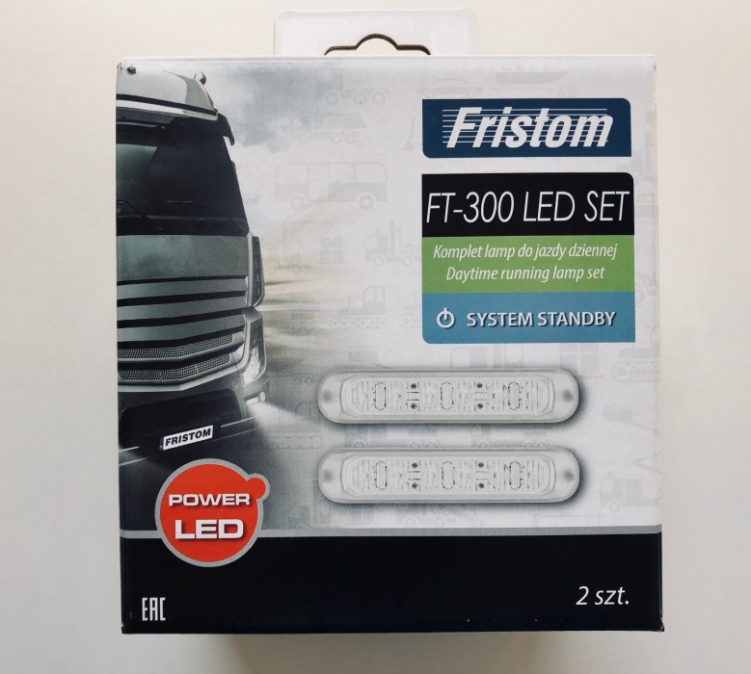 Fristom
FT-300 LED SET
Komplet lamp do jazdy dziennej
Daytime running lamp set
SYSTEM STANDBY
FRISTOM
POWER
LED
EAC
2 szt.